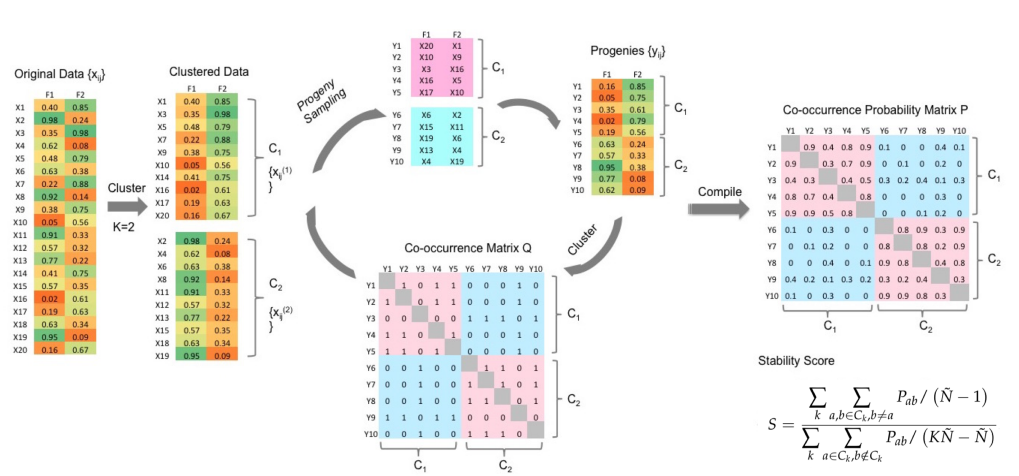 Original Data {xij}
F1 F2
X1 0.40 0.85
X2 0.98 0.24
X3 0.35 0.98
X4 0.62 0.08
X5 0.48 0.79
X6 0.63 0.38
X7 0.22 0.88
X8 0.92 0.14
X9 0.38 0.75
X10 0.05 0.56
X11 0.91 0.33
X12 0.57 0.32
X13 0.77 0.22
X14 0.41 0.75
X15 0.57 0.35
X16 0.02 0.61
X17 0.19 0.63
X18 0.63 0.34
X19 0.95 0.09
X20 0.16 0.67
Cluster
K=2
Clustered Data
F1 F2
X1 0.40 0.85
X3 0.35 0.98
X5 0.48 0.79
X7 0.22 0.88
X9 0.38 0.75
X10 0.05 0.56
X14 0.41 0.75
X16 0.02 0.61
X17 0.19 0.63
X20 0.16 0.67
C1
{xij(1)
}
X2 0.98 0.24
X4 0.62 0.08
X6 0.63 0.38
X8 0.92 0.14
X11 0.91 0.33
X12 0.57 0.32
X13 0.77 0.22
X15 0.57 0.35
X18 0.63 0.34
X19 0.95 0.09
C2
{xij(2)
}
Progeny
Sampling
F1 F2
Y1 X20 X1
Y2 X10 X9
Y3 X3 X16
Y4 X16 X5
Y5 X17 X10
C1
Y6 X6 X2
Y7 X15 X11
Y8 X19 X6
Y9 X13 X4
Y10 X4 X19
C2
Progenies {yij}
F1 F2
Y1 0.16 0.85
Y2 0.05 0.75
Y3 0.35 0.61
Y4 0.02 0.79
Y5 0.19 0.56
Y6 0.63 0.24
Y7 0.57 0.33
Y8 0.95 0.38
Y9 0.77 0.08
Y10 0.62 0.09
C1
C2
Cluster
Co-occurrence Matrix Q
Y1 Y2 Y3 Y4 Y5 Y6 Y7 Y8 Y9 Y10
Y1 1 0 1 1 0 0 0 1 0
Y2 1 0 1 1 0 0 0 1 0
Y3 0 0 0 0 1 1 1 0 1
Y4 1 1 0 1 0 0 0 1 0
Y5 1 1 0 1 0 0 0 1 0
Y6 0 0 1 0 0 1 1 0 1
Y7 0 0 1 0 0 1 1 0 1
Y8 0 0 1 0 0 1 1 0 1
Y9 1 1 0 1 1 0 0 0 0
Y10 0 0 1 0 0 1 1 1 0
C1
C2
C1 C2
Compile
Co-occurrence Probability Matrix P
Y1 Y2 Y3 Y4 Y5 Y6 Y7 Y8 Y9 Y10
Y1 0.9 0.4 0.8 0.9 0.1 0 0 0.4 0.1
Y2 0.9 0.3 0.7 0.9 0 0.1 0 0.2 0
Y3 0.4 0.3 0.4 0.5 0.3 0.2 0.4 0.1 0.3
Y4 0.8 0.7 0.4 0.8 0 0 0 0.3 0
Y5 0.9 0.9 0.5 0.8 0 0 0.1 0.2 0
Y6 0.1 0 0.3 0 0 0.8 0.9 0.3 0.9
Y7 0 0.1 0.2 0 0 0.8 0.8 0.2 0.9
Y8 0 0 0.4 0 0.1 0.9 0.8 0.4 0.8
Y9 0.4 0.2 0.1 0.3 0.2 0.3 0.2 0.4 0.3
Y10 0.1 0 0.3 0 0 0.9 0.9 0.8 0.3
C1
C2
C1 C2
Stability Score
S = ∑k ∑a,b∈Ck,b≠a Pab / (Ñ − 1)
∑k ∑a∈Ck,b∉Ck Pab / (KÑ − Ñ)